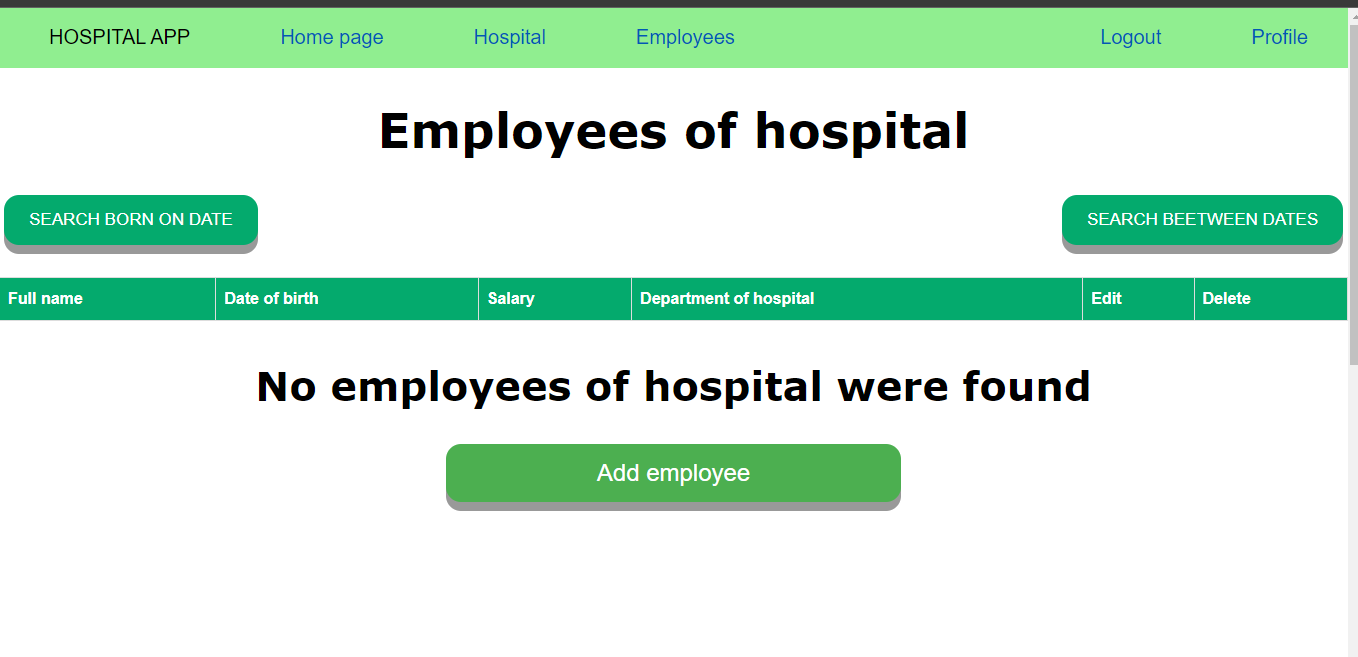 HOSPITAL APP Home page Hospital Employees Logout Profile
Employees of hospital
SEARCH BORN ON DATE SEARCH BEETWEEN DATES
Full name Date of birth Salary Department of hospital Edit Delete
No employees of hospital were found
Add employee